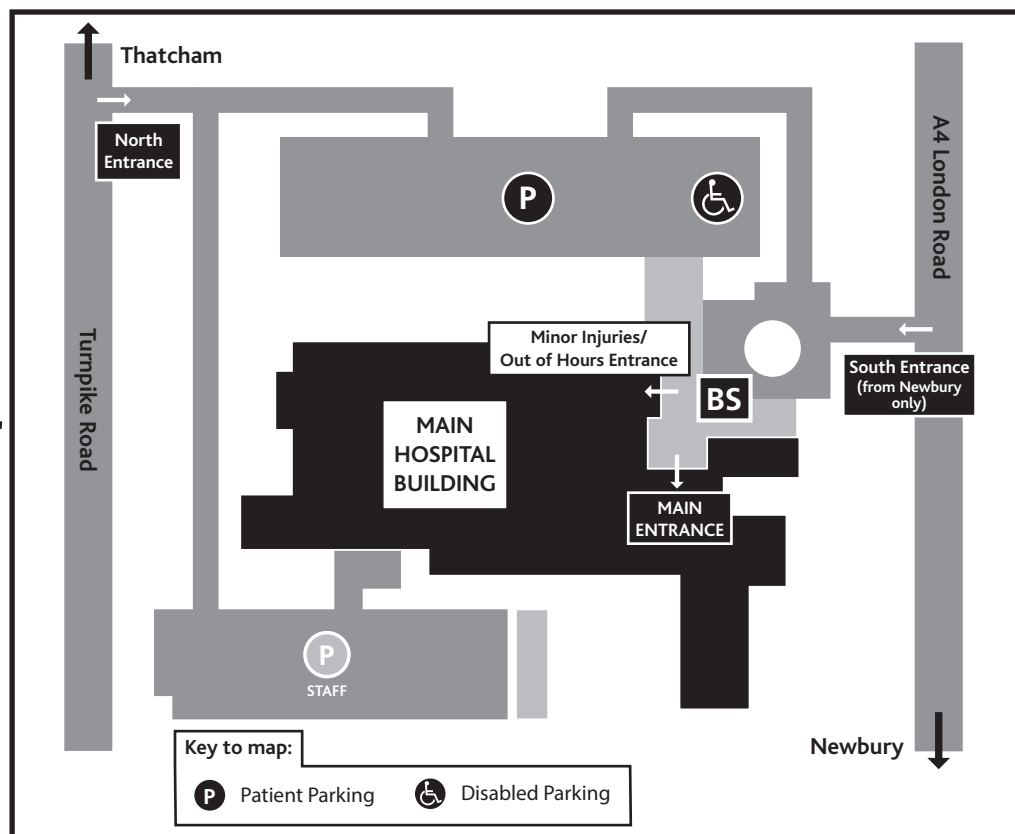 Thatcham
North
Entrance
P
A4 London Road
Turnpike Road
Minor Injuries/
Out of Hours Entrance
South Entrance
(from Newbury
only)
BS
MAIN
HOSPITAL
BUILDING
MAIN
ENTRANCE
P
STAFF
Newbury
Key to map:
P Patient Parking
Disabled Parking